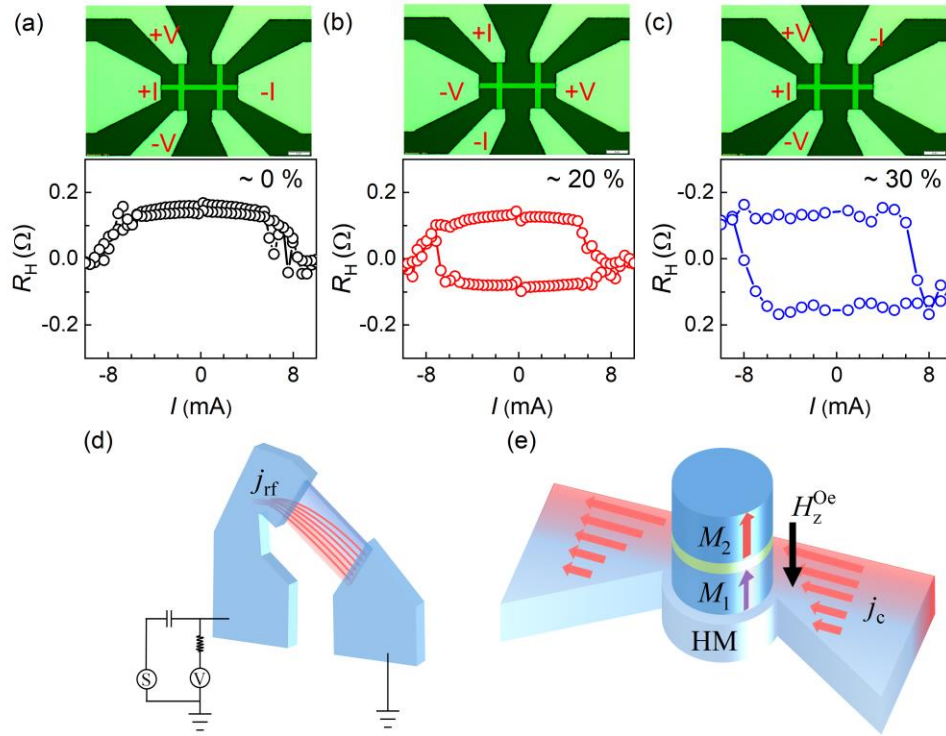 (a)
+V
+I
-I
-V
~ 0 %
0.2
0.0
-0.2
R_H (Ω)
-8
0
8
I (mA)
(b)
+I
-V
+V
-I
~ 20 %
0.2
0.0
-0.2
R_H (Ω)
-8
0
8
I (mA)
(c)
+V
-I
+I
-V
~ 30 %
-0.2
0.0
0.2
R_H (Ω)
-8
0
8
I (mA)
(d)
j_rf
S
V
(e)
M_2
H_z^Oe
M_1
j_c
HM